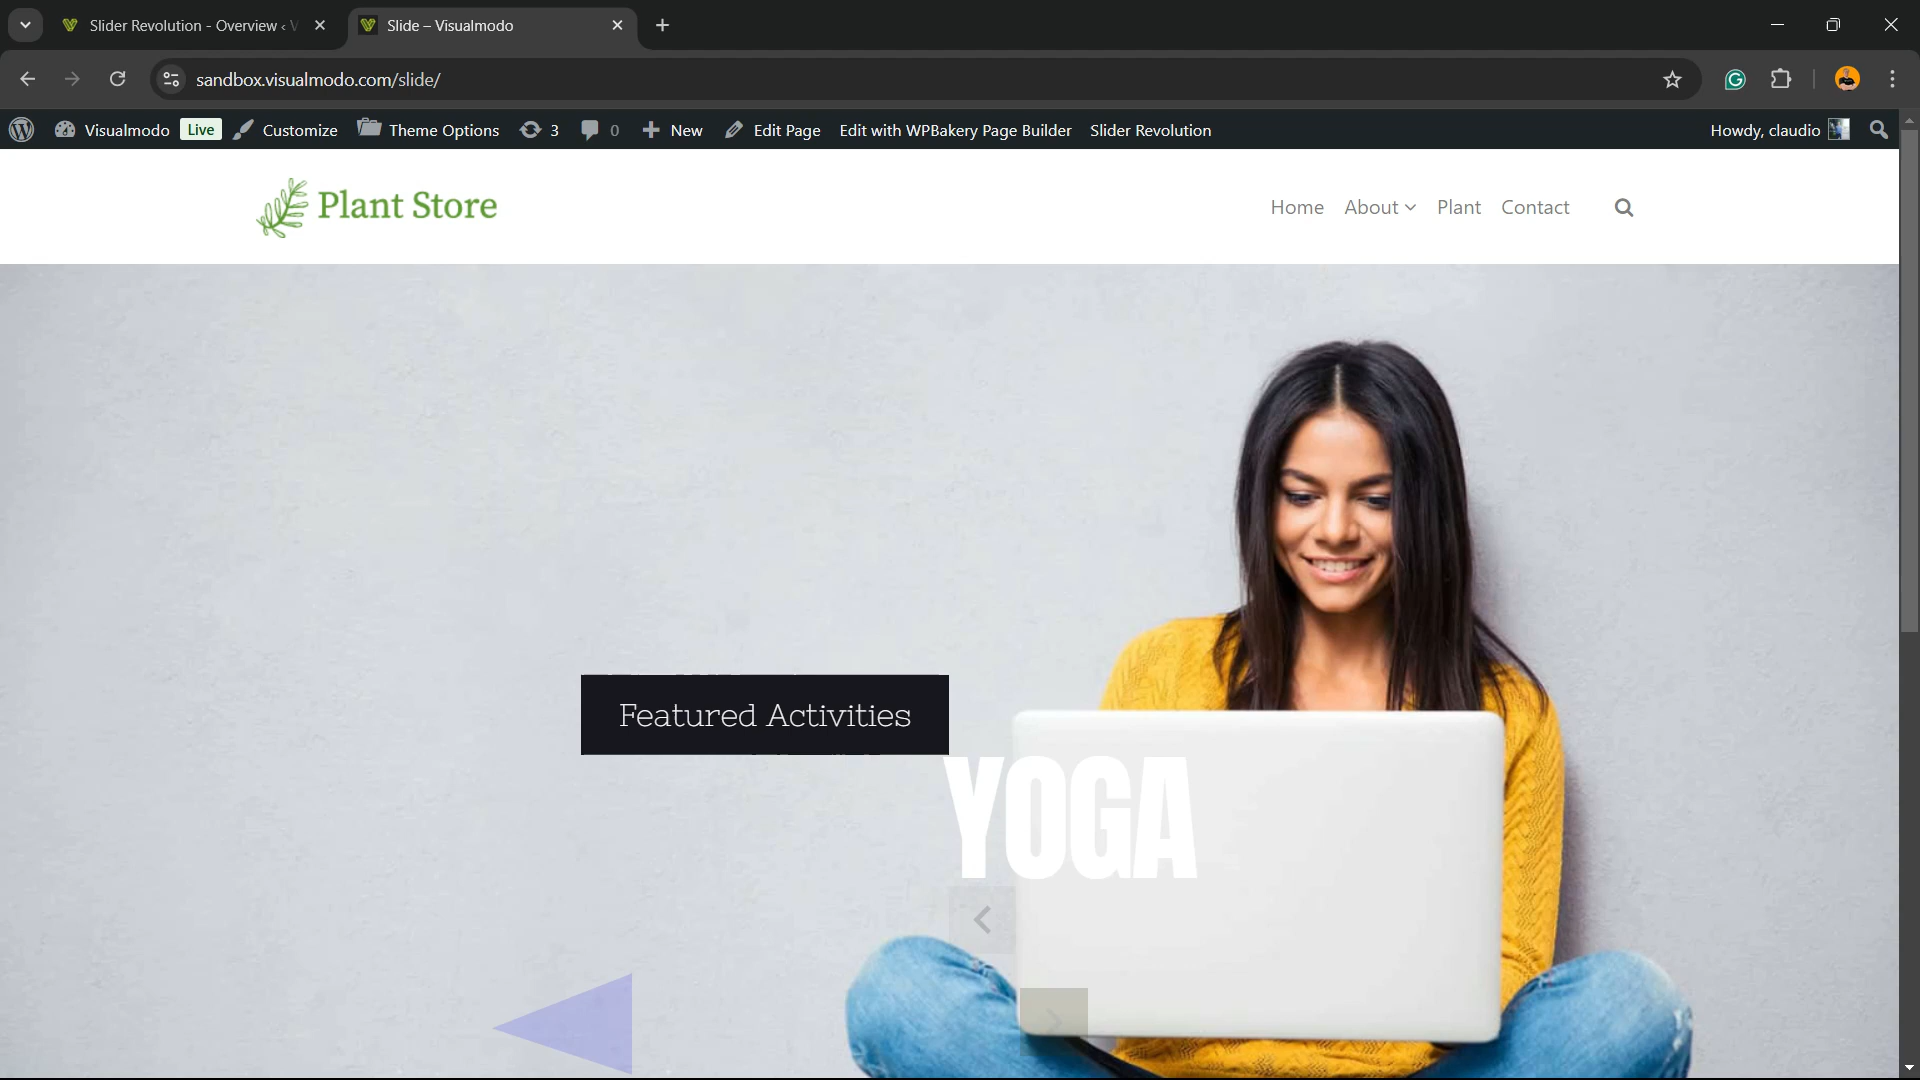 Slider Revolution - Overview ‹ V
Slide – Visualmodo
sandbox.visualmodo.com/slide/
Visualmodo Live Customize Theme Options 3 0 New Edit Page Edit with WPBakery Page Builder Slider Revolution Howdy, claudio
Plant Store
Home About Plant Contact
Featured Activities
YOGA